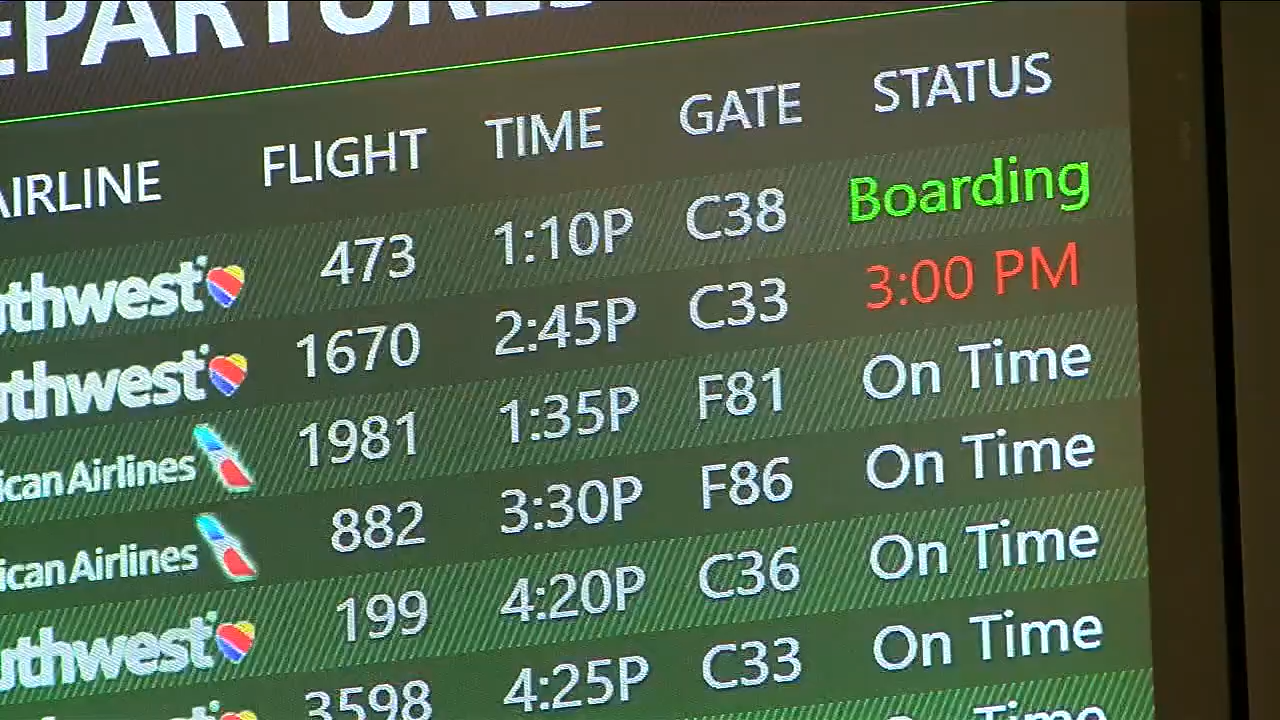 EPARTURES
AIRLINE FLIGHT TIME GATE STATUS
uthwest 473 1:10P C38 Boarding
uthwest 1670 2:45P C33 3:00 PM
ican Airlines 1981 1:35P F81 On Time
ican Airlines 882 3:30P F86 On Time
uthwest 199 4:20P C36 On Time
3598 4:25P C33 On Time
On Time